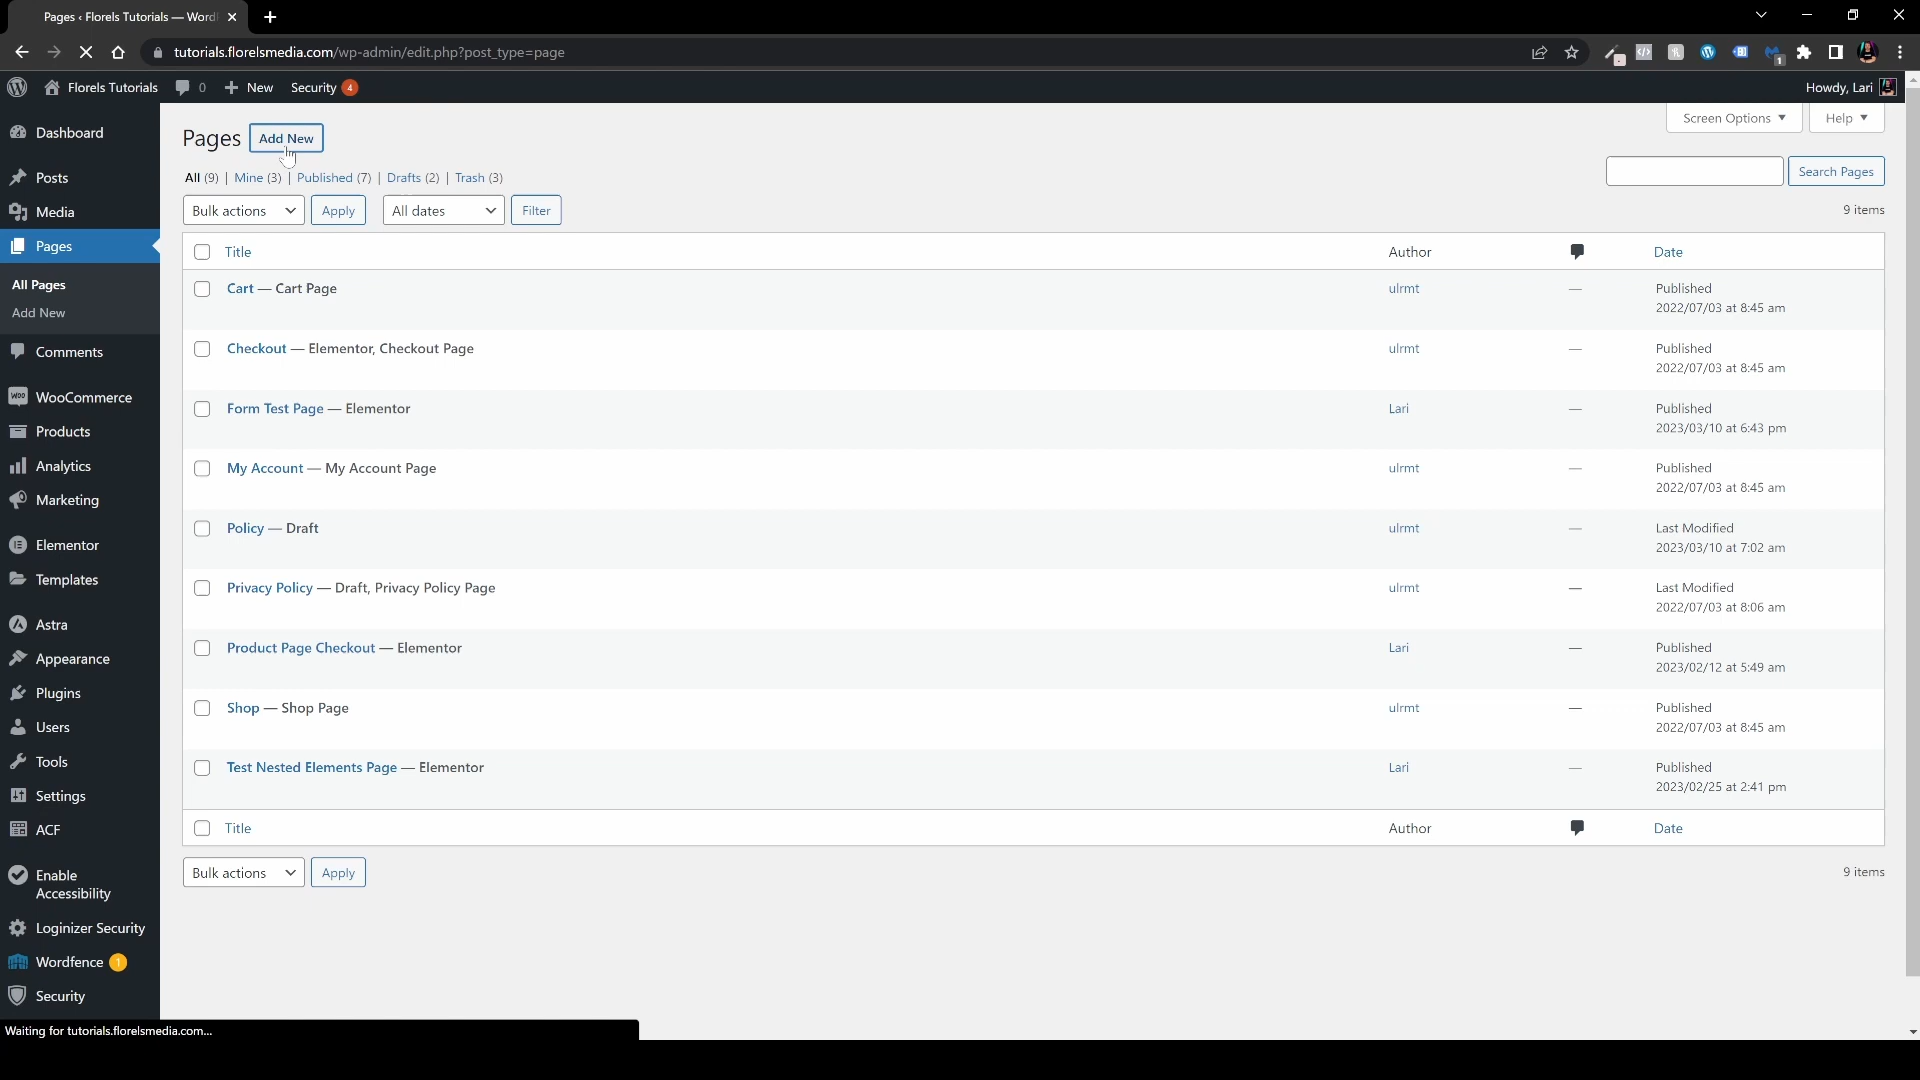 Pages ‹ Florels Tutorials — Word
tutorials.florelsmedia.com/wp-admin/edit.php?post_type=page
1
Florels Tutorials
0
New
Security 4
Howdy, Lari
Dashboard
Posts
Media
Pages
All Pages
Add New
Comments
WooCommerce
Products
Analytics
Marketing
Elementor
Templates
Astra
Appearance
Plugins
Users
Tools
Settings
ACF
Enable
Accessibility
Loginizer Security
Wordfence 1
Security
Pages Add New
Screen Options
Help
All (9) | Mine (3) | Published (7) | Drafts (2) | Trash (3)
Search Pages
Bulk actions Apply All dates Filter
9 items
Title Author Date
Cart — Cart Page ulrmt — Published
2022/07/03 at 8:45 am
Checkout — Elementor, Checkout Page ulrmt — Published
2022/07/03 at 8:45 am
Form Test Page — Elementor Lari — Published
2023/03/10 at 6:43 pm
My Account — My Account Page ulrmt — Published
2022/07/03 at 8:45 am
Policy — Draft ulrmt — Last Modified
2023/03/10 at 7:02 am
Privacy Policy — Draft, Privacy Policy Page ulrmt — Last Modified
2022/07/03 at 8:06 am
Product Page Checkout — Elementor Lari — Published
2023/02/12 at 5:49 am
Shop — Shop Page ulrmt — Published
2022/07/03 at 8:45 am
Test Nested Elements Page — Elementor Lari — Published
2023/02/25 at 2:41 pm
Title Author Date
Bulk actions Apply
9 items
Waiting for tutorials.florelsmedia.com...